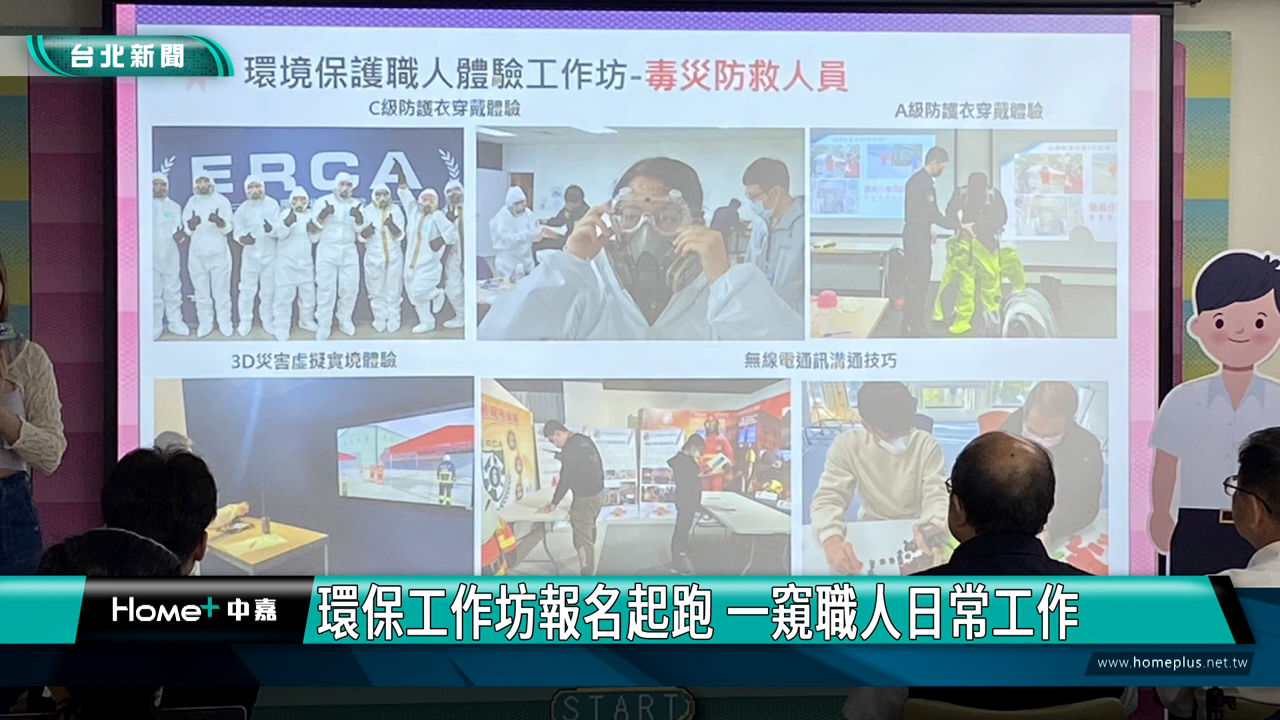 台北新聞
環境保護職人體驗工作坊-毒災防救人員
C級防護衣穿戴體驗
A級防護衣穿戴體驗
ERCA
3D災害虛擬實境體驗
無線電通訊溝通技巧
ERCA
Home+ 中嘉
環保工作坊報名起跑 一窺職人日常工作
www.homeplus.net.tw
START